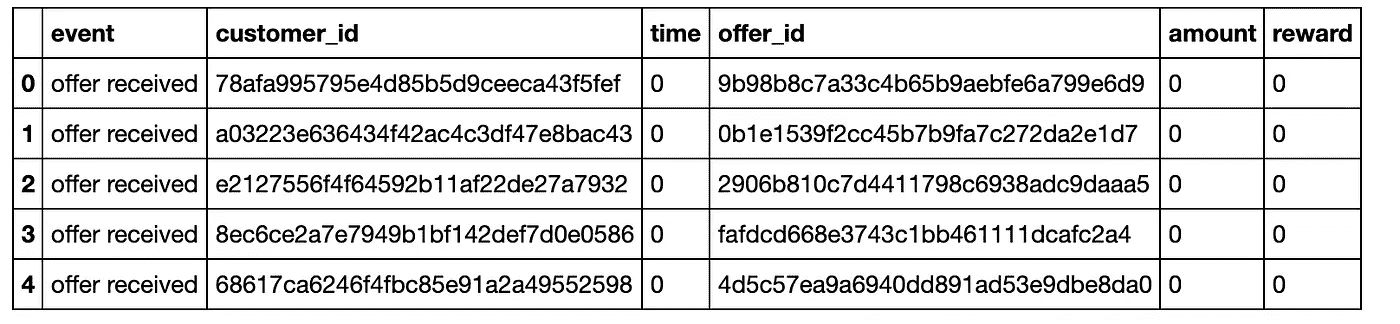 event customer_id time offer_id amount reward
0 offer received 78afa995795e4d85b5d9ceeca43f5fef 0 9b98b8c7a33c4b65b9aebfe6a799e6d9 0 0
1 offer received a03223e636434f42ac4c3df47e8bac43 0 0b1e1539f2cc45b7b9fa7c272da2e1d7 0 0
2 offer received e2127556f4f64592b11af22de27a7932 0 2906b810c7d4411798c6938adc9daaa5 0 0
3 offer received 8ec6ce2a7e7949b1bf142def7d0e0586 0 fafdcd668e3743c1bb461111dcafc2a4 0 0
4 offer received 68617ca6246f4fbc85e91a2a49552598 0 4d5c57ea9a6940dd891ad53e9dbe8da0 0 0